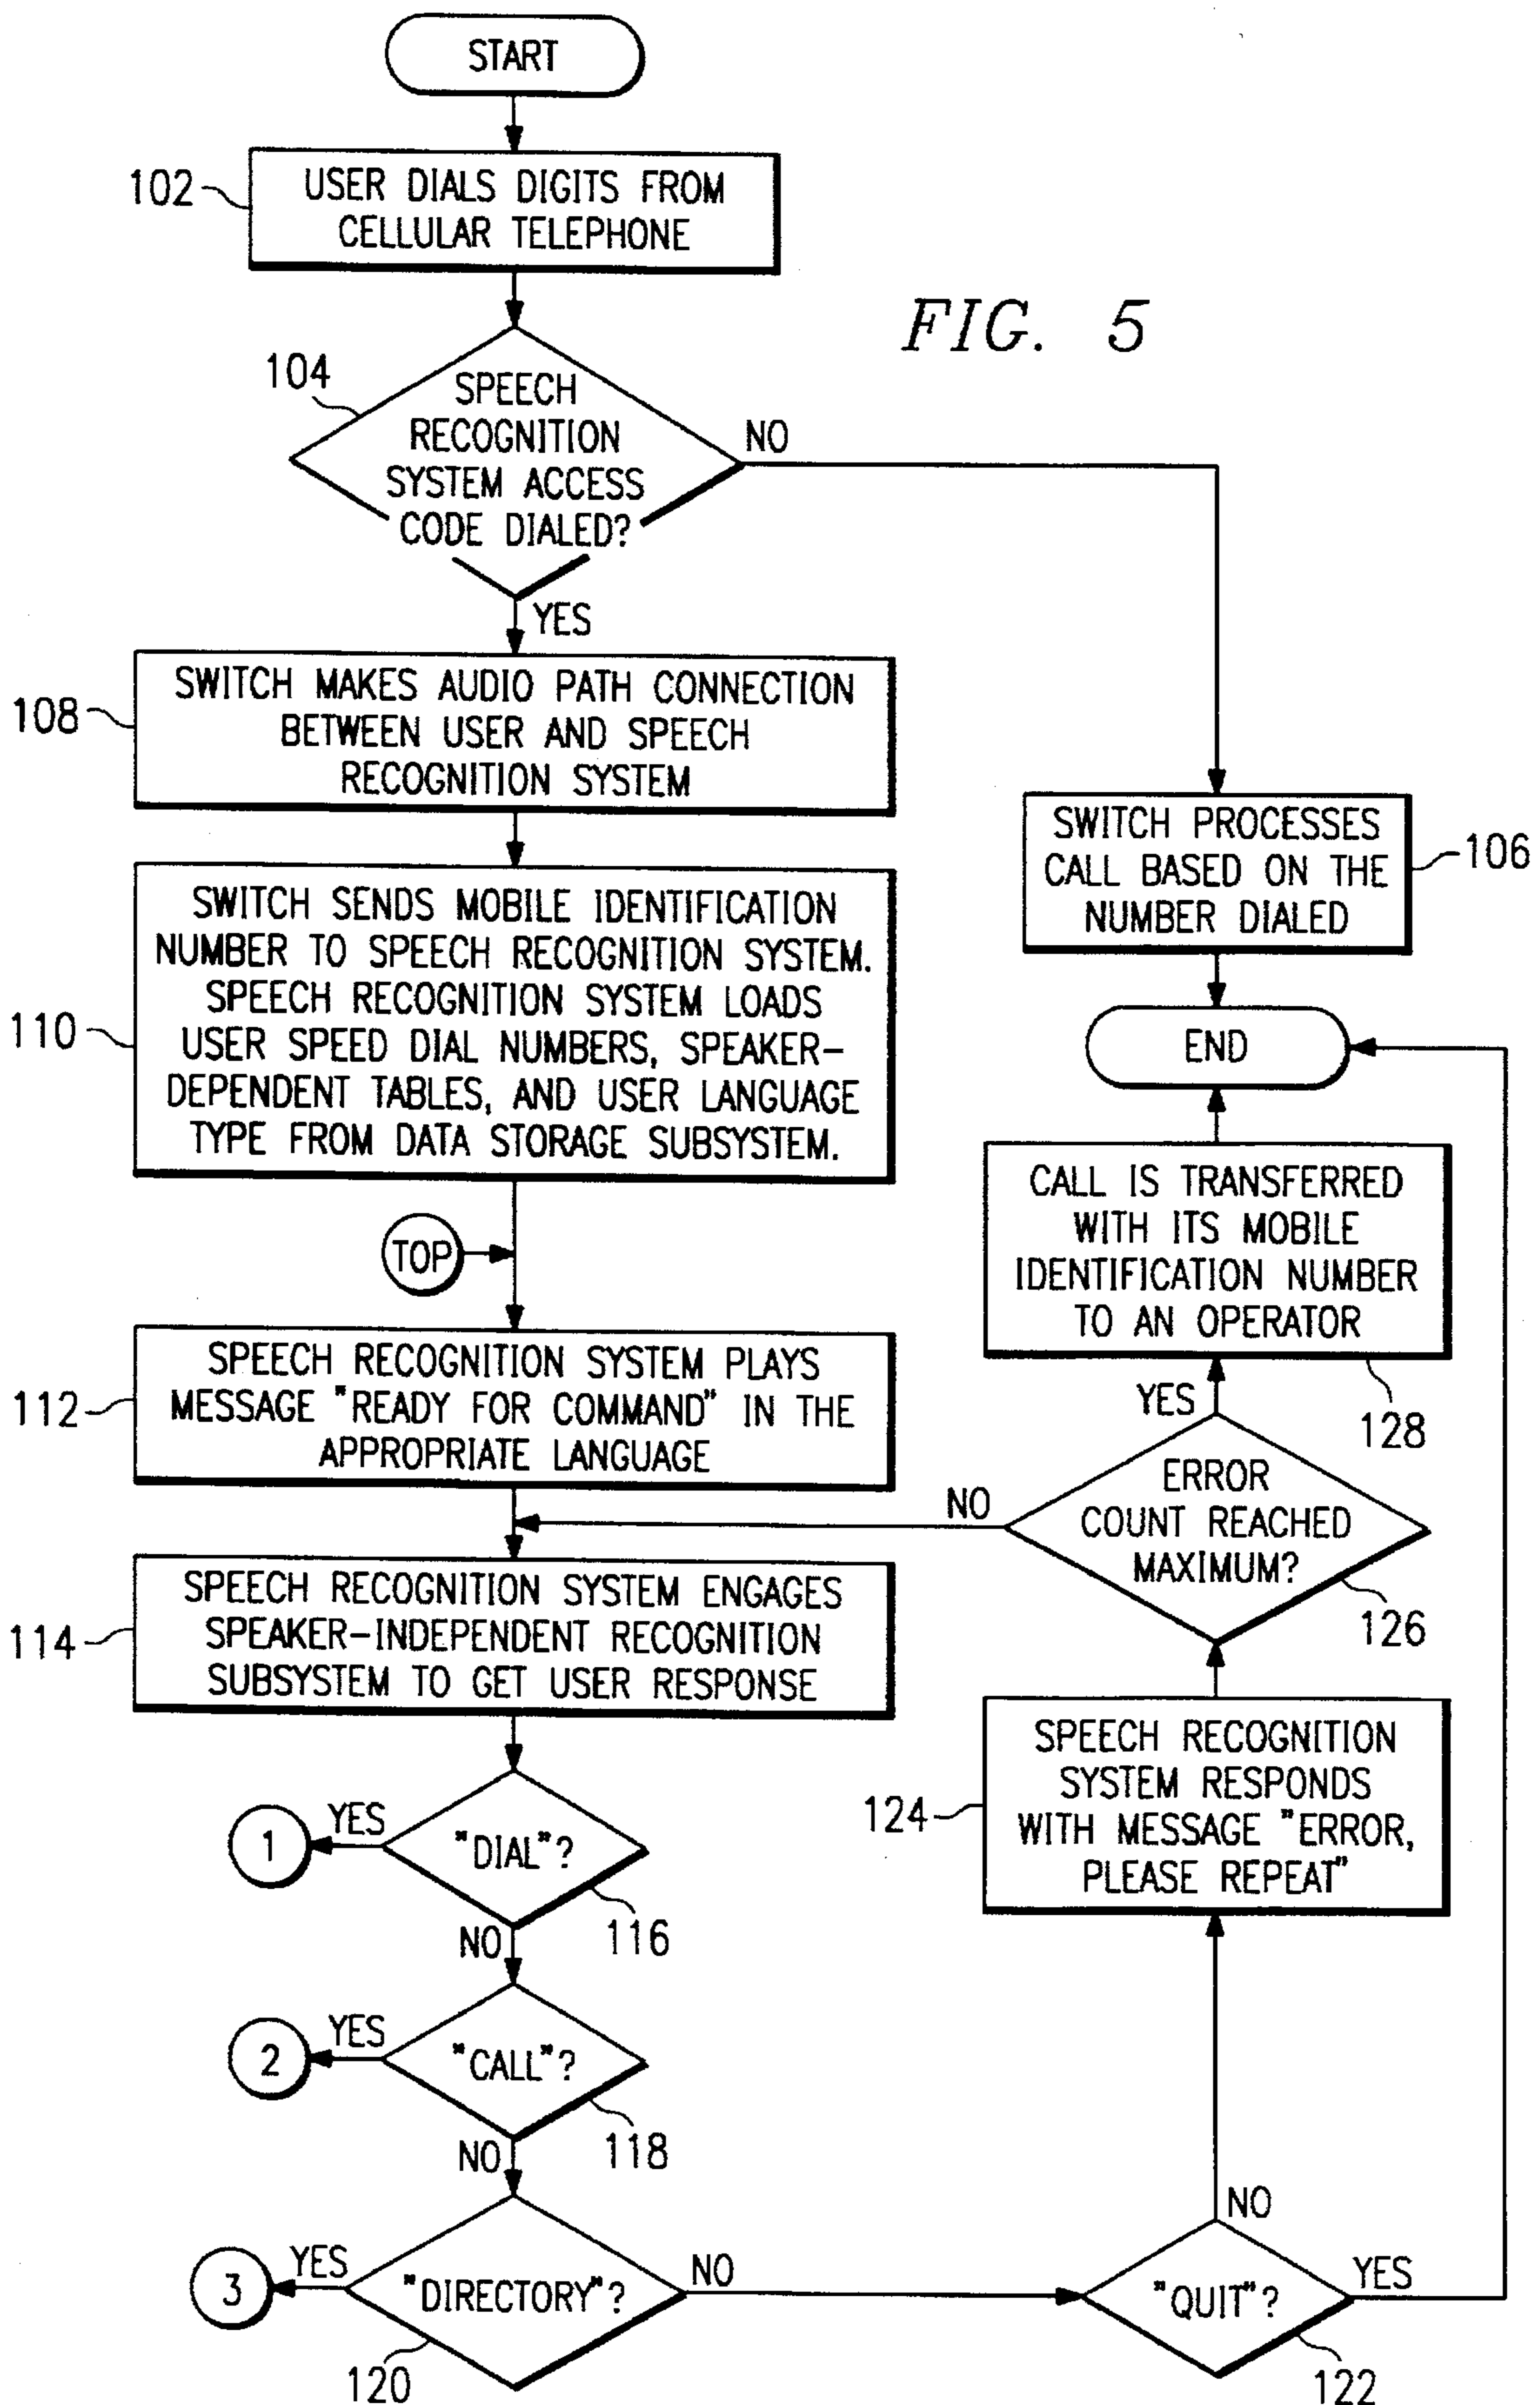 START
102
USER DIALS DIGITS FROM
CELLULAR TELEPHONE
FIG. 5
104
SPEECH
RECOGNITION
SYSTEM ACCESS
CODE DIALED?
NO
YES
108
SWITCH MAKES AUDIO PATH CONNECTION
BETWEEN USER AND SPEECH
RECOGNITION SYSTEM
SWITCH PROCESSES
CALL BASED ON THE
NUMBER DIALED
106
110
SWITCH SENDS MOBILE IDENTIFICATION
NUMBER TO SPEECH RECOGNITION SYSTEM.
SPEECH RECOGNITION SYSTEM LOADS
USER SPEED DIAL NUMBERS, SPEAKER-
DEPENDENT TABLES, AND USER LANGUAGE
TYPE FROM DATA STORAGE SUBSYSTEM.
END
TOP
CALL IS TRANSFERRED
WITH ITS MOBILE
IDENTIFICATION NUMBER
TO AN OPERATOR
128
112
SPEECH RECOGNITION SYSTEM PLAYS
MESSAGE "READY FOR COMMAND" IN THE
APPROPRIATE LANGUAGE
YES
NO
ERROR
COUNT REACHED
MAXIMUM?
126
114
SPEECH RECOGNITION SYSTEM ENGAGES
SPEAKER-INDEPENDENT RECOGNITION
SUBSYSTEM TO GET USER RESPONSE
124
SPEECH RECOGNITION
SYSTEM RESPONDS
WITH MESSAGE "ERROR,
PLEASE REPEAT"
1
YES
"DIAL"?
116
NO
2
YES
"CALL"?
118
NO
3
YES
"DIRECTORY"?
120
NO
NO
"QUIT"?
YES
122